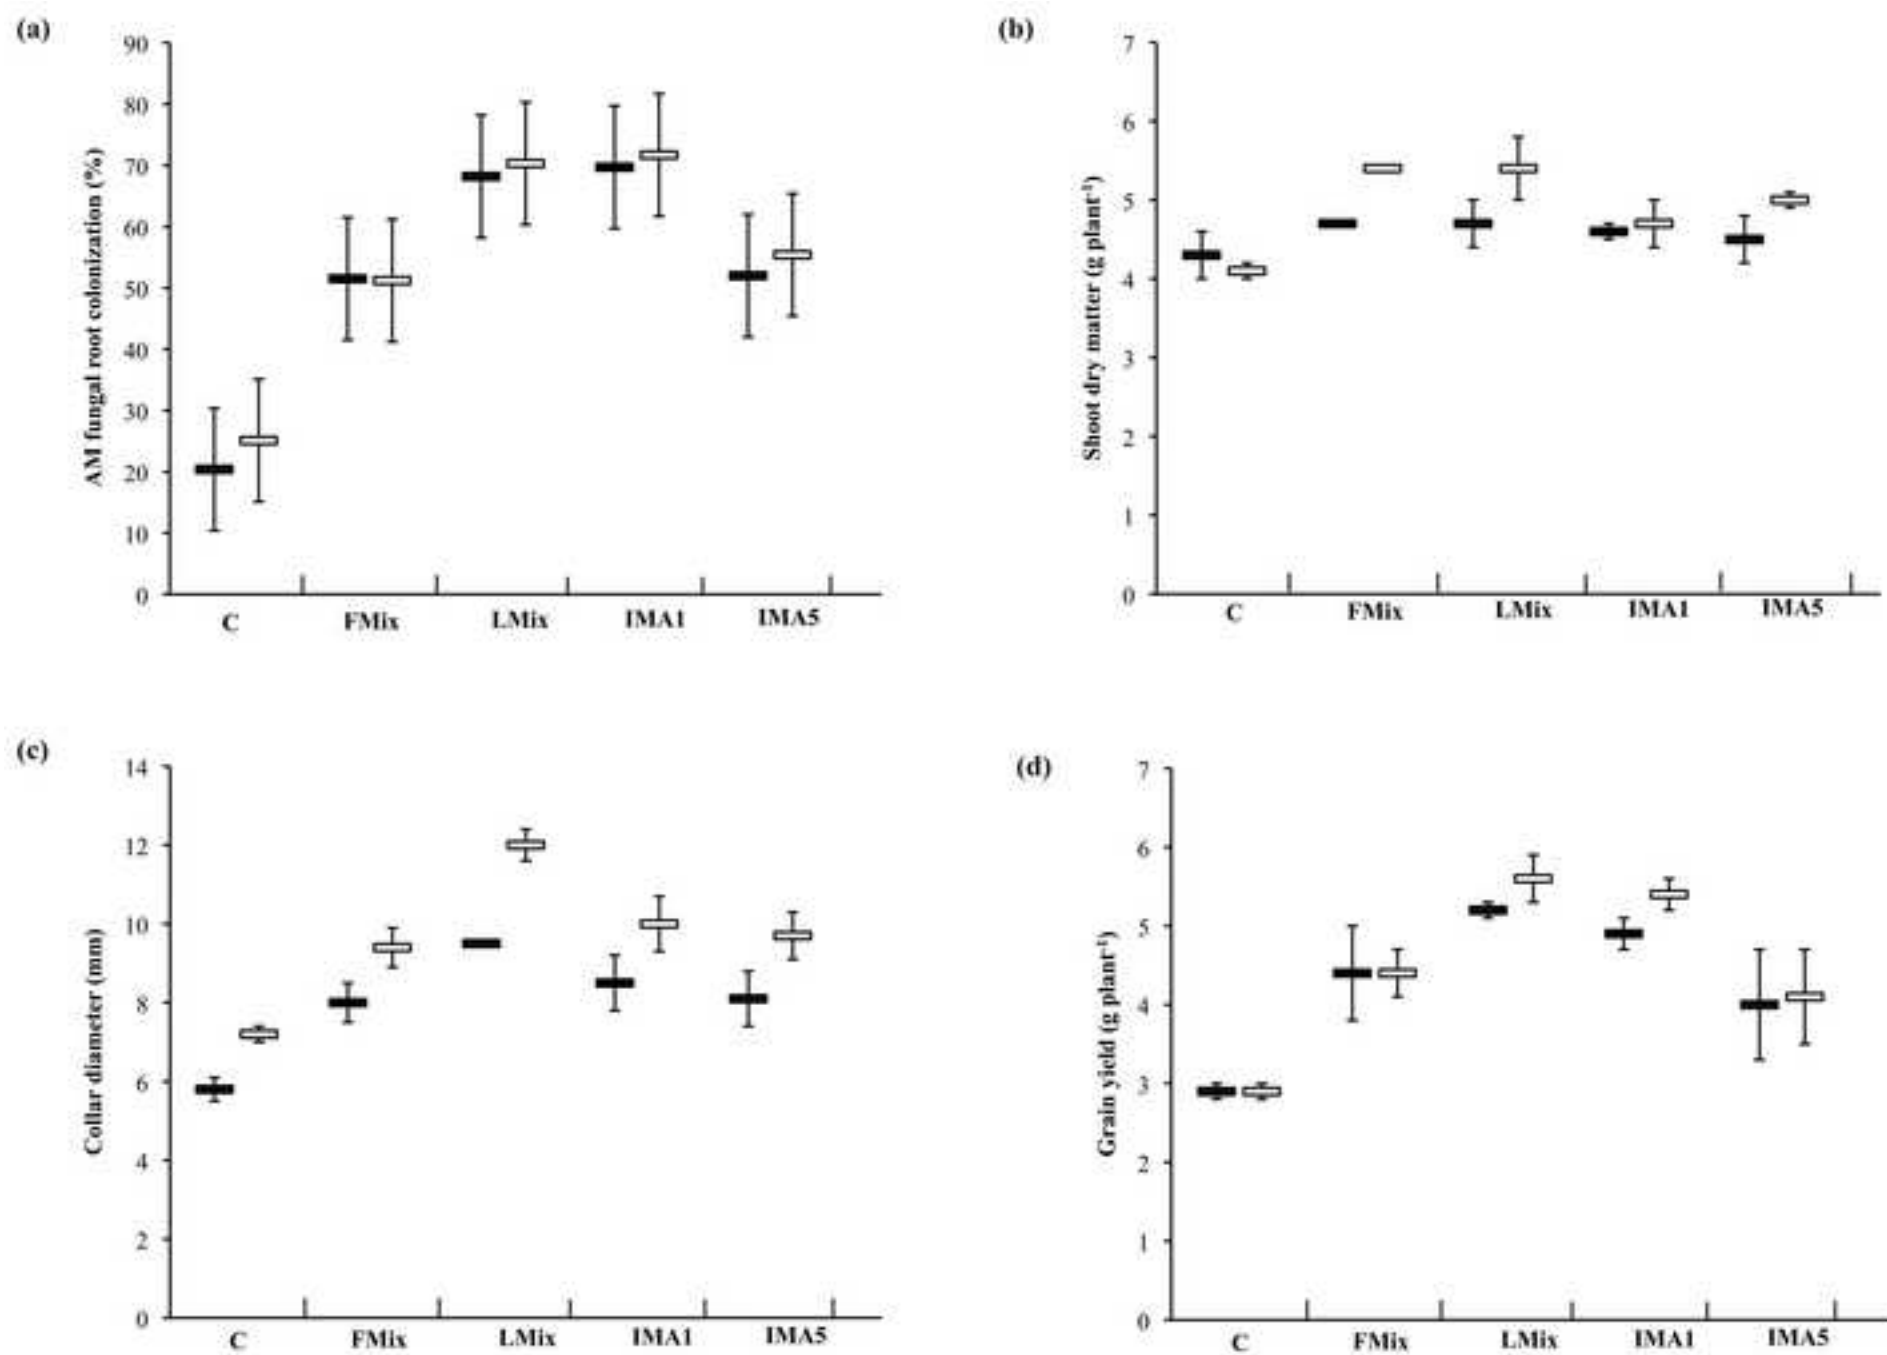 (a)
AM fungal root colonization (%)
90
80
70
60
50
40
30
20
10
0
C FMix LMix IMA1 IMA5
(b)
Shoot dry matter (g plant⁻¹)
7
6
5
4
3
2
1
0
C FMix LMix IMA1 IMA5
(c)
Collar diameter (mm)
14
12
10
8
6
4
2
0
C FMix LMix IMA1 IMA5
(d)
Grain yield (g plant⁻¹)
7
6
5
4
3
2
1
0
C FMix LMix IMA1 IMA5